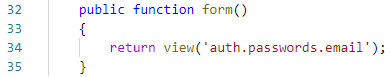 32 public function form()
33 {
34 return view('auth.passwords.email');
35 }